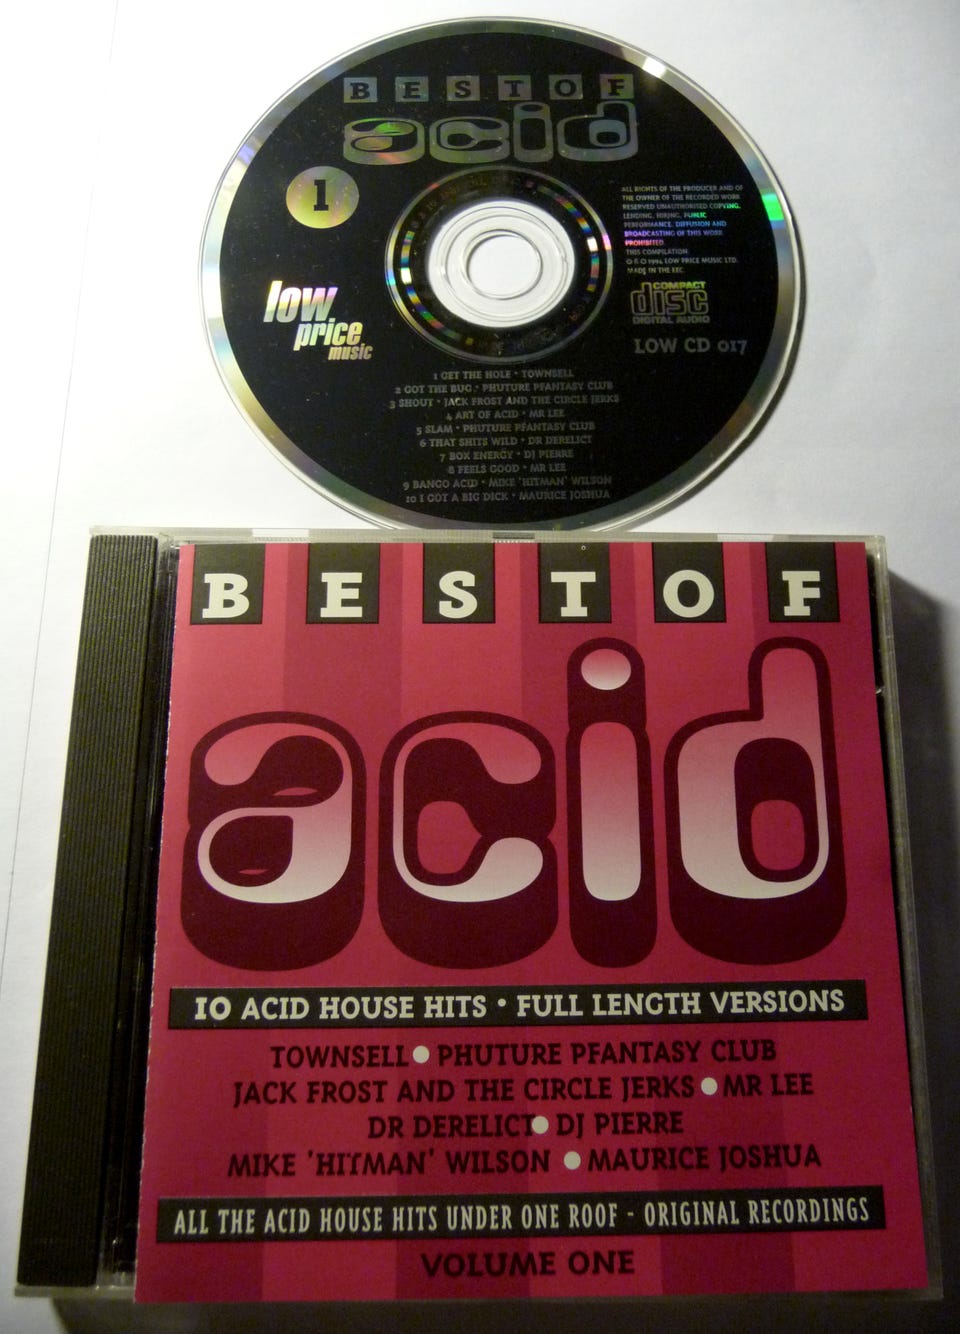 BEST OF
acid
1
ALL RIGHTS OF THE PRODUCER AND OF
THE OWNER OF THE RECORDED WORK
RESERVED UNAUTHORISED COPYING,
LENDING, HIRING, PUBLIC
PERFORMANCE, DIFFUSION AND
BROADCASTING OF THIS WORK
PROHIBITED.
THIS COMPILATION
℗ & © 1994 LOW PRICE MUSIC LTD.
MADE IN THE EEC.
low
price
music
COMPACT
disc
DIGITAL AUDIO
LOW CD 017
1 GET THE HOLE • TOWNSELL
2 GOT THE BUG • PHUTURE PFANTASY CLUB
3 SHOUT • JACK FROST AND THE CIRCLE JERKS
4 ART OF ACID • MR LEE
5 SLAM • PHUTURE PFANTASY CLUB
6 THAT SHITS WILD • DR DERELICT
7 BOX ENERGY • DJ PIERRE
8 FEELS GOOD • MR LEE
9 BANGO ACID • MIKE 'HITMAN' WILSON
10 I GOT A BIG DICK • MAURICE JOSHUA
BEST OF
acid
10 ACID HOUSE HITS • FULL LENGTH VERSIONS
TOWNSELL ● PHUTURE PFANTASY CLUB
JACK FROST AND THE CIRCLE JERKS ● MR LEE
DR DERELICT ● DJ PIERRE
MIKE 'HITMAN' WILSON ● MAURICE JOSHUA
ALL THE ACID HOUSE HITS UNDER ONE ROOF - ORIGINAL RECORDINGS
VOLUME ONE